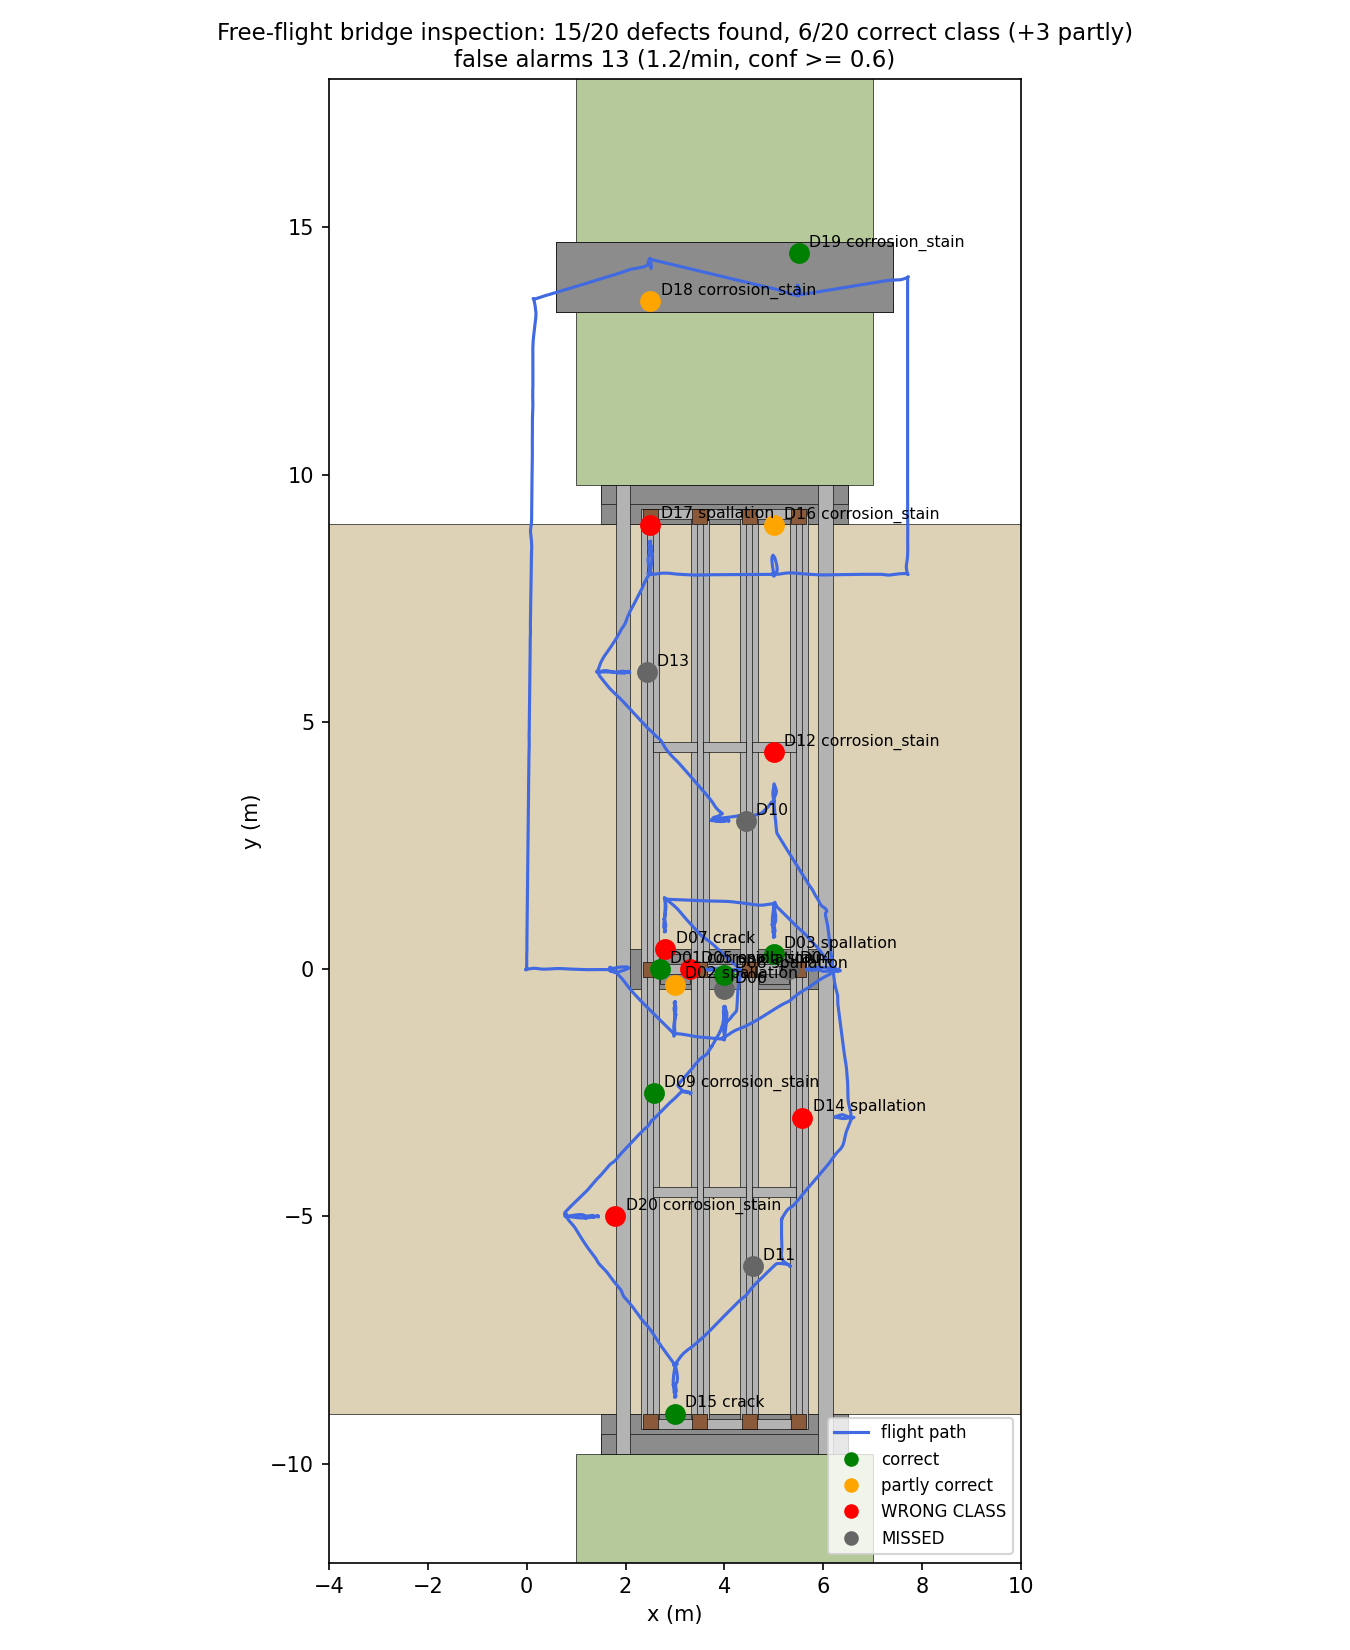 Free-flight bridge inspection: 15/20 defects found, 6/20 correct class (+3 partly)
false alarms 13 (1.2/min, conf >= 0.6)
15
10
5
0
−5
−10
y (m)
D19 corrosion_stain
D18 corrosion_stain
D17 spallation
D16 corrosion_stain
D13
D12 corrosion_stain
D10
D07 crack
D03 spallation
D02 spallation
D06
D09 corrosion_stain
D14 spallation
D20 corrosion_stain
D11
D15 crack
flight path
correct
partly correct
WRONG CLASS
MISSED
−4
−2
0
2
4
6
8
10
x (m)